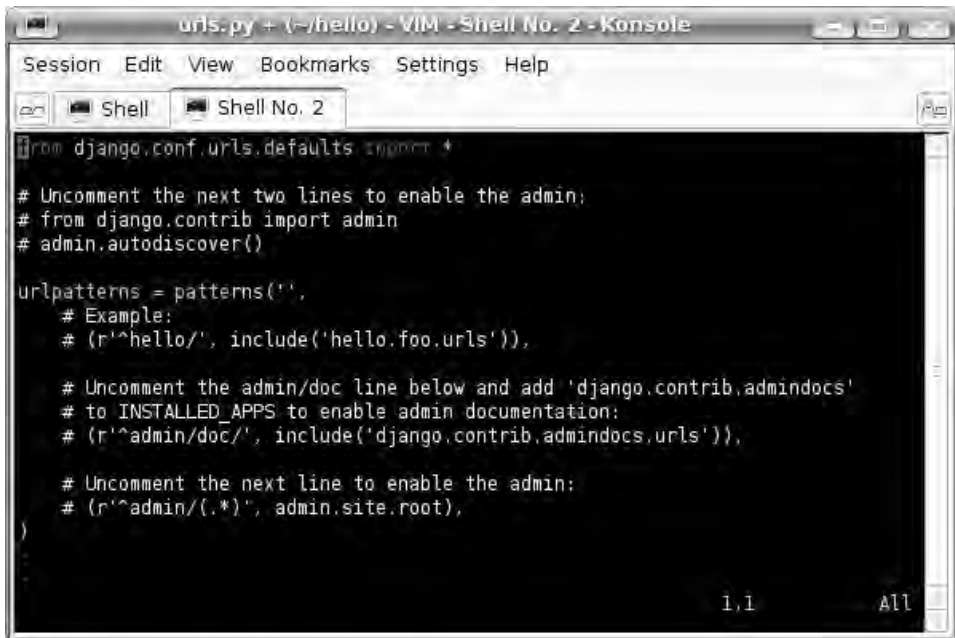 urls.py + (~/hello) - VIM - Shell No. 2 - Konsole
Session Edit View Bookmarks Settings Help
Shell Shell No. 2
from django.conf.urls.defaults import *
# Uncomment the next two lines to enable the admin:
# from django.contrib import admin
# admin.autodiscover()
urlpatterns = patterns('',
# Example:
# (r'^hello/', include('hello.foo.urls')),
# Uncomment the admin/doc line below and add 'django.contrib.admindocs'
# to INSTALLED_APPS to enable admin documentation:
# (r'^admin/doc/', include('django.contrib.admindocs.urls')),
# Uncomment the next line to enable the admin:
# (r'^admin/(.*)', admin.site.root),
)
~
~
1,1 All